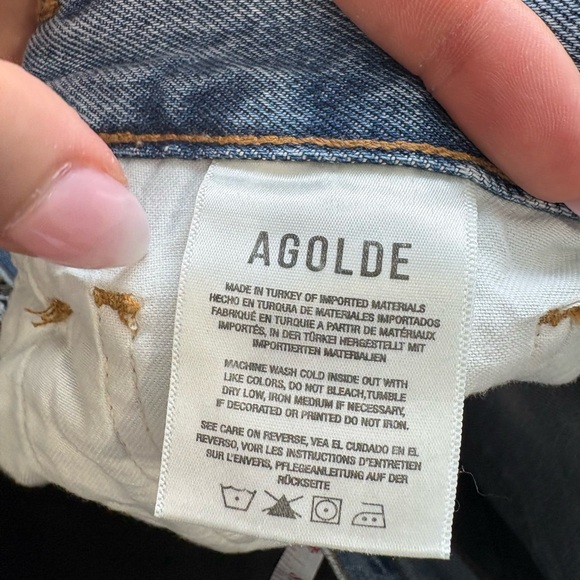 AGOLDE
MADE IN TURKEY OF IMPORTED MATERIALS
HECHO EN TURQUIA DE MATERIALES IMPORTADOS
FABRIQUÉ EN TURQUIE A PARTIR DE MATÉRIAUX
IMPORTÉS, IN DER TÜRKEI HERGESTELLT MIT
IMPORTIERTEN MATERIALIEN
MACHINE WASH COLD INSIDE OUT WITH
LIKE COLORS, DO NOT BLEACH,TUMBLE
DRY LOW, IRON MEDIUM IF NECESSARY,
IF DECORATED OR PRINTED DO NOT IRON.
SEE CARE ON REVERSE, VEA EL CUIDADO EN EL
REVERSO, VOIR LES INSTRUCTIONS D'ENTRETIEN
SUR L'ENVERS, PFLEGEANLEITUNG AUF DER
RÜCKSEITE